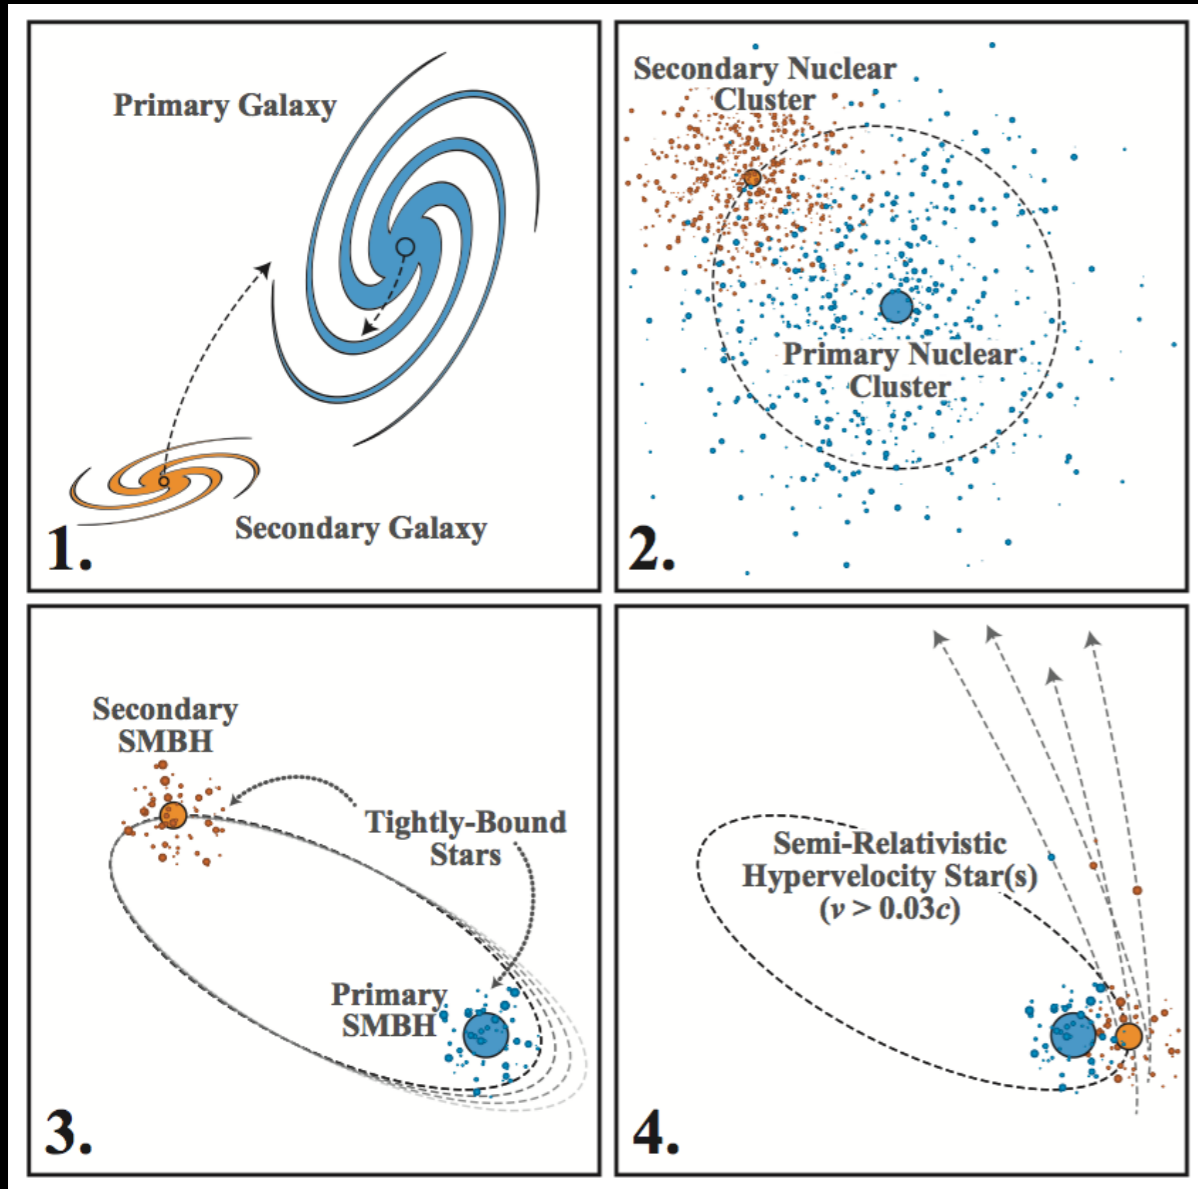 Primary Galaxy
Secondary Galaxy
1.
Secondary Nuclear
Cluster
Primary Nuclear
Cluster
2.
Secondary
SMBH
Tightly-Bound
Stars
Primary
SMBH
3.
Semi-Relativistic
Hypervelocity Star(s)
(v > 0.03c)
4.